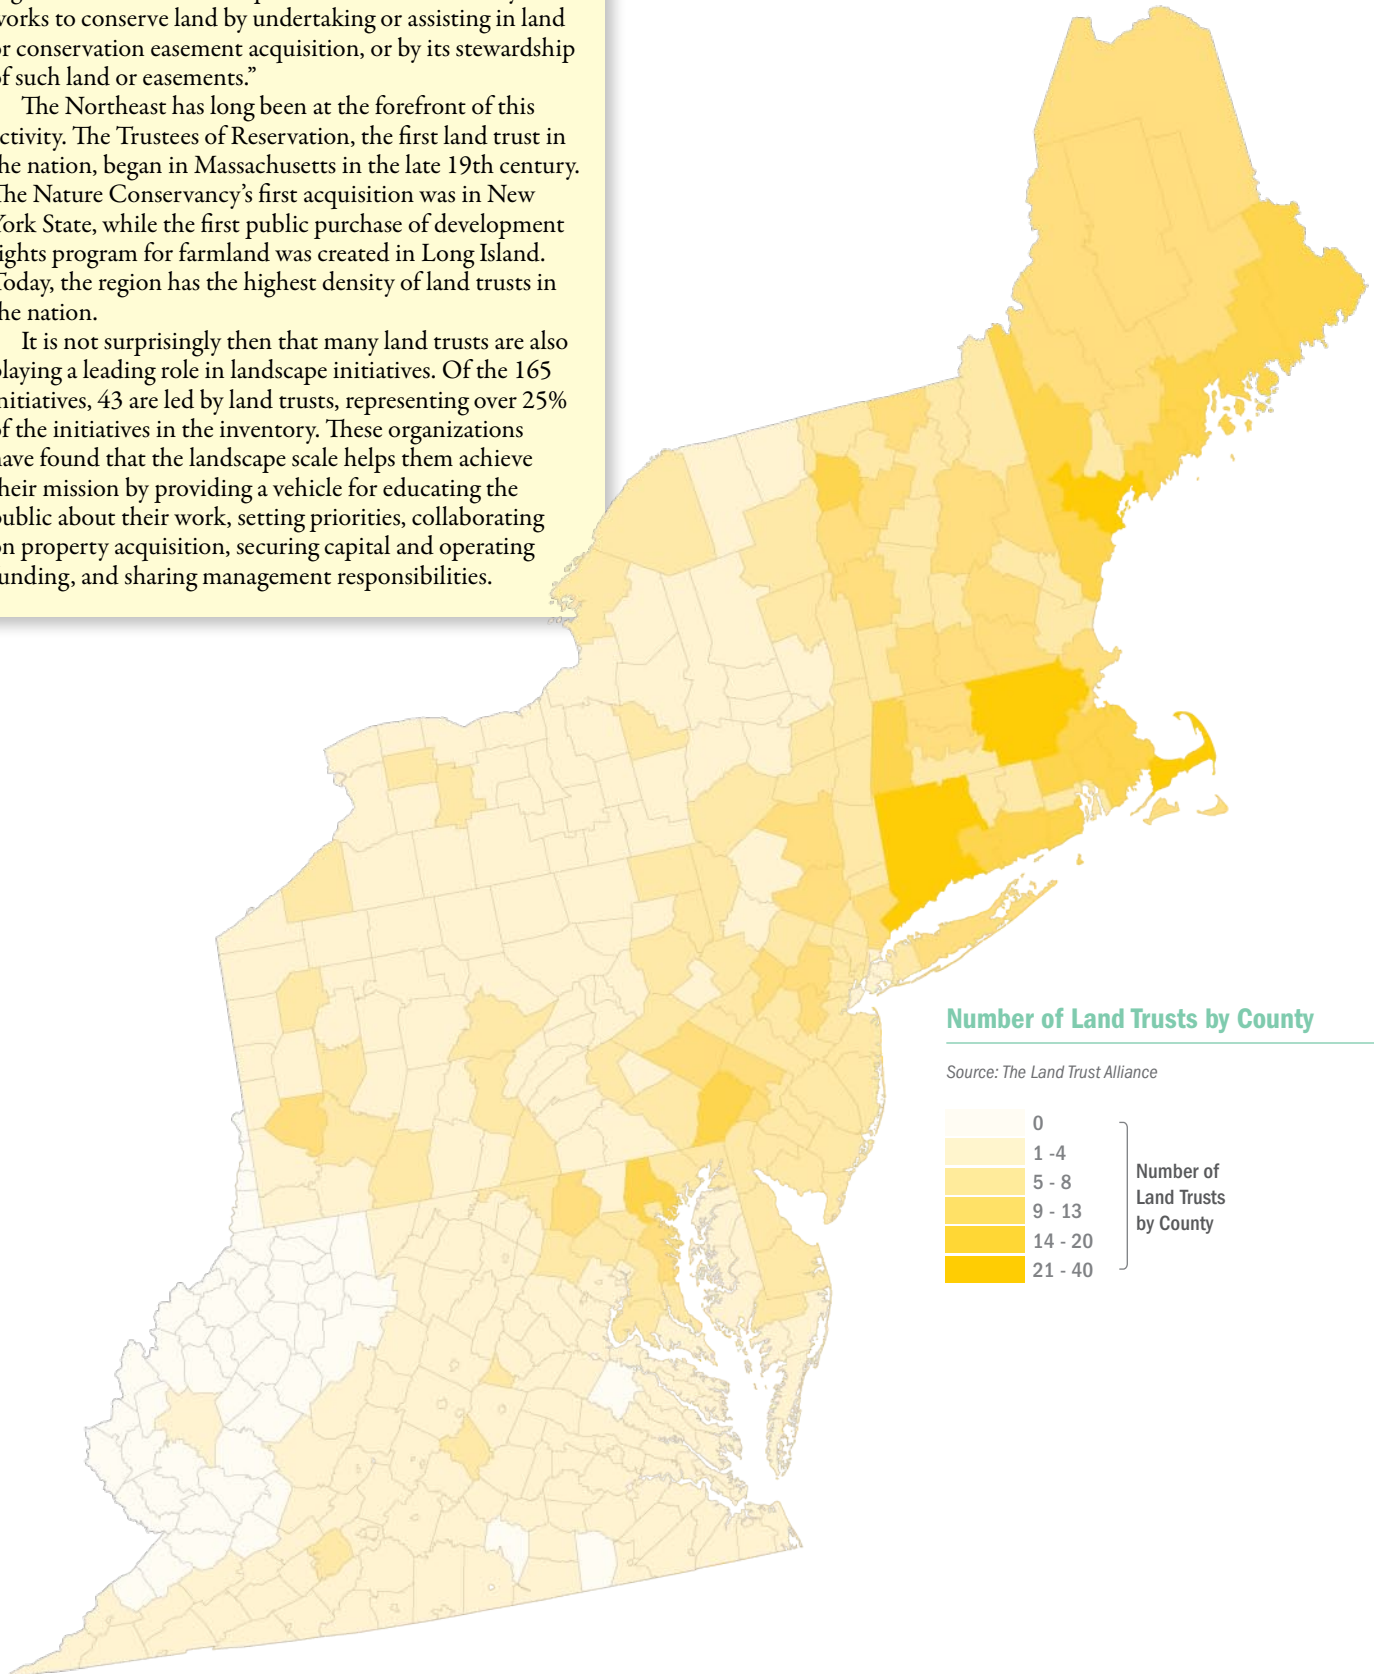 works to conserve land by undertaking or assisting in land
or conservation easement acquisition, or by its stewardship
of such land or easements.”
The Northeast has long been at the forefront of this
activity. The Trustees of Reservation, the first land trust in
the nation, began in Massachusetts in the late 19th century.
The Nature Conservancy’s first acquisition was in New
York State, while the first public purchase of development
rights program for farmland was created in Long Island.
Today, the region has the highest density of land trusts in
the nation.
It is not surprisingly then that many land trusts are also
playing a leading role in landscape initiatives. Of the 165
initiatives, 43 are led by land trusts, representing over 25%
of the initiatives in the inventory. These organizations
have found that the landscape scale helps them achieve
their mission by providing a vehicle for educating the
public about their work, setting priorities, collaborating
on property acquisition, securing capital and operating
funding, and sharing management responsibilities.
Number of Land Trusts by County
Source: The Land Trust Alliance
0
1 -4
5 - 8
9 - 13
14 - 20
21 - 40
Number of
Land Trusts
by County